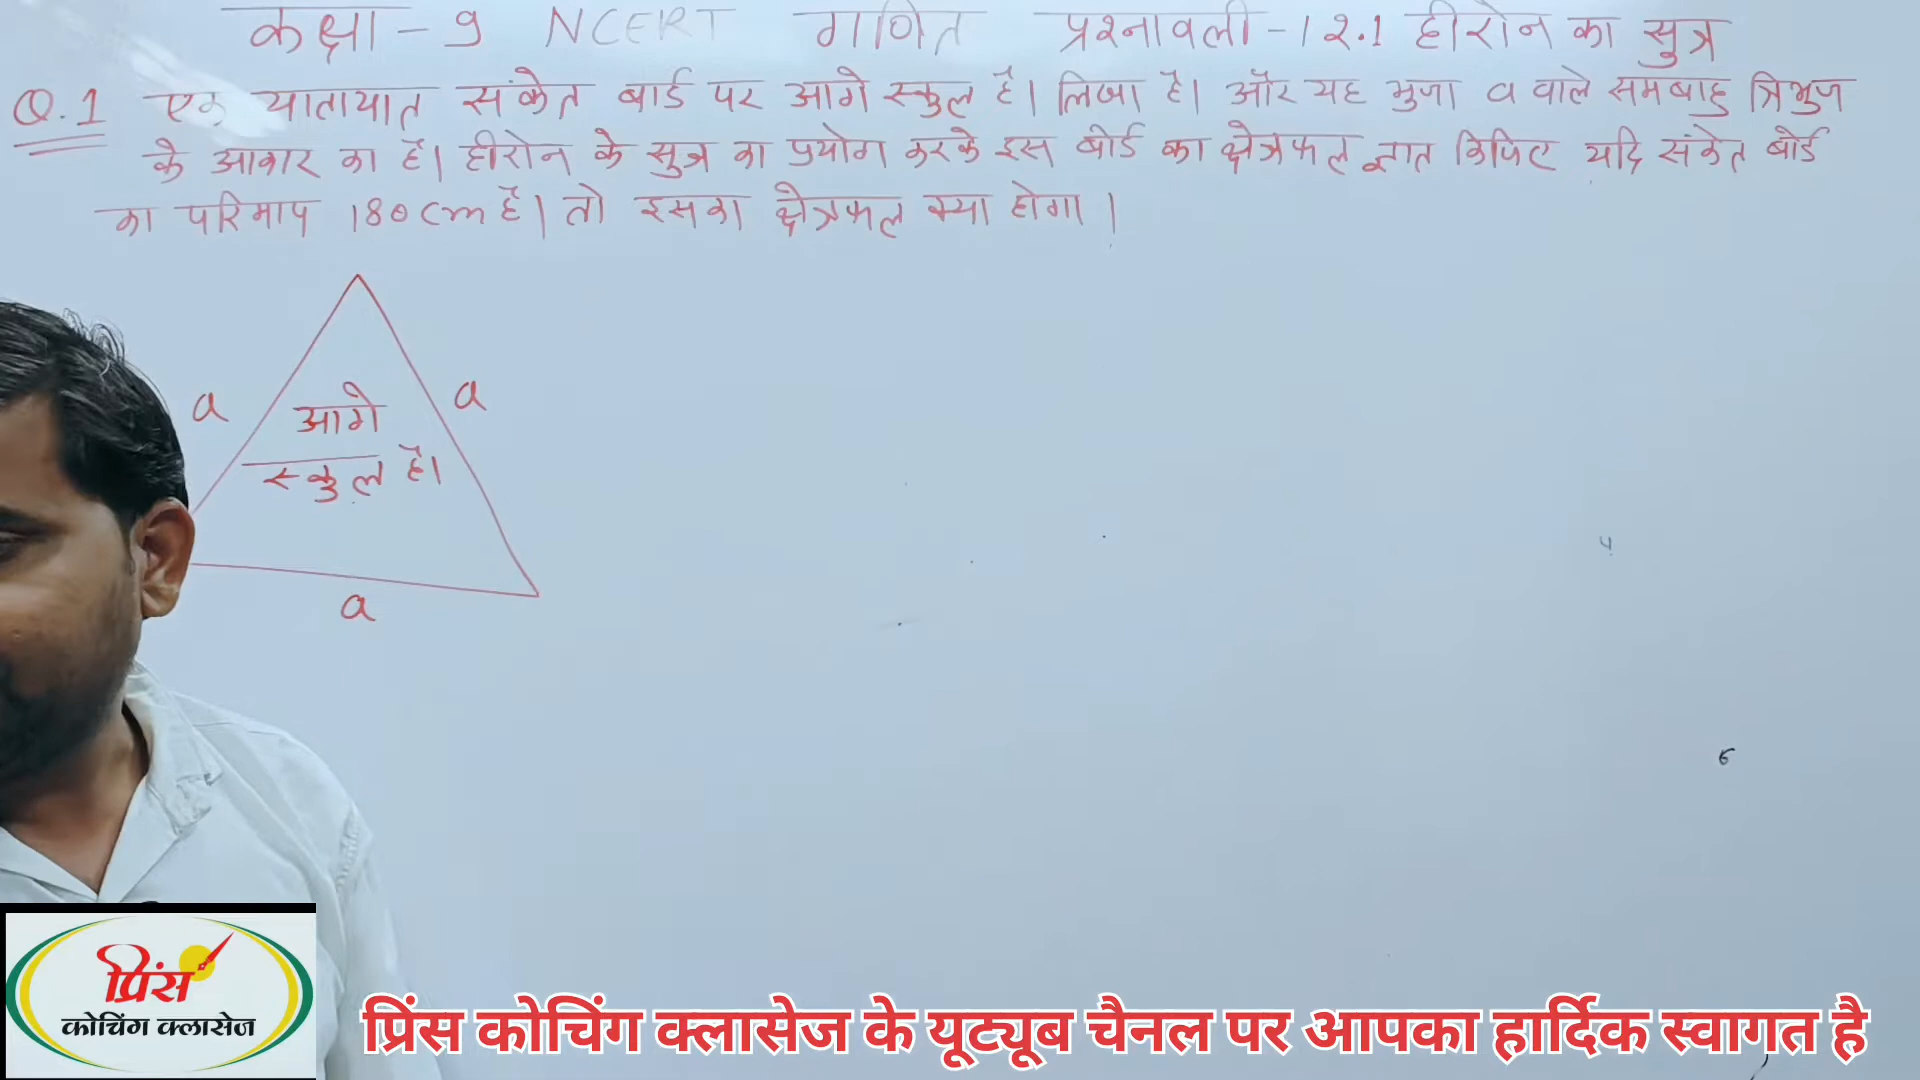 कक्षा - 9 NCERT गणित प्रश्नावली - 12.1 हीरोन का सुत्र
Q.1 एक यातायात संकेत बार्ड पर आगे स्कुल है। लिखा है। और यह भुजा a वाले समबाहु त्रिभुज
के आकार का है। हीरोन के सुत्र का प्रयोग करके इस बोर्ड का क्षेत्रफल ज्ञात किजिए यदि संकेत बोर्ड
का परिमाप 180 cm है। तो इसका क्षेत्रफल क्या होगा।
a
a
आगे
स्कुल है।
a
प्रिंस
कोचिंग क्लासेज
प्रिंस कोचिंग क्लासेज के यूट्यूब चैनल पर आपका हार्दिक स्वागत है